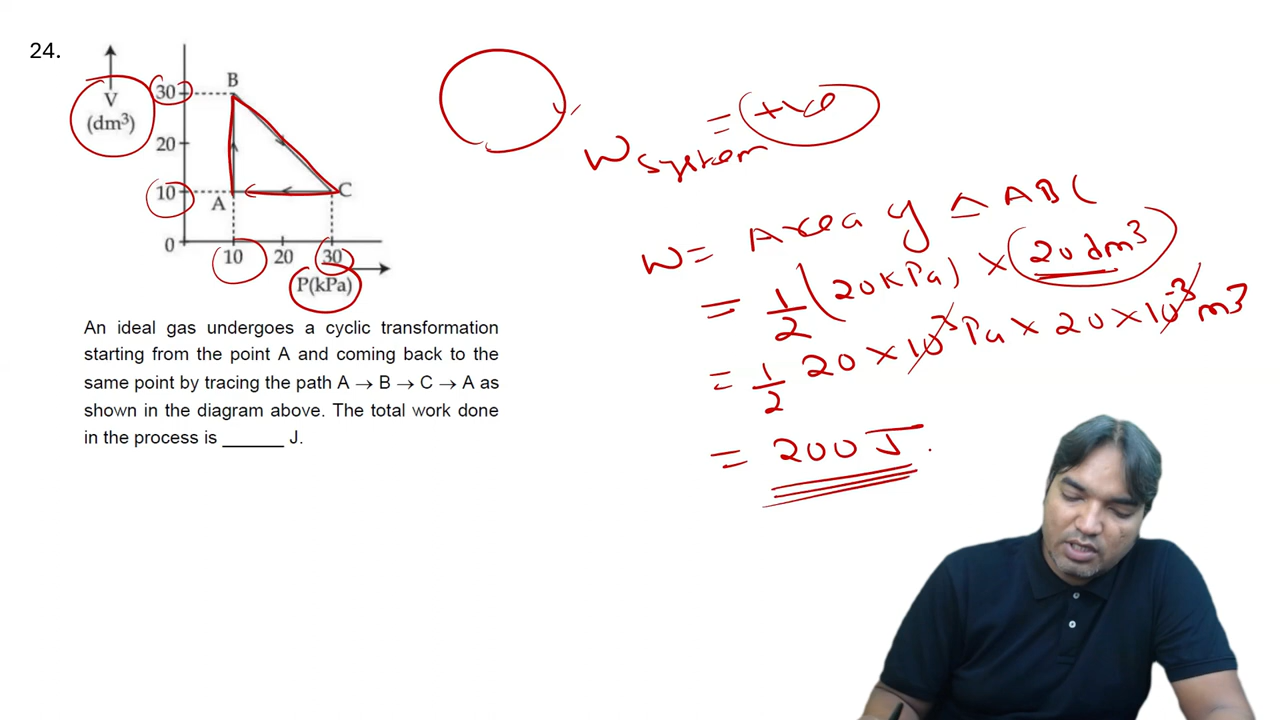 24.
V
(dm³)
30
20
10
0
B
A
C
10 20 30
P(kPa)
An ideal gas undergoes a cyclic transformation
starting from the point A and coming back to the
same point by tracing the path A → B → C → A as
shown in the diagram above. The total work done
in the process is ______ J.
W system = +ve
W = Area of △ ABC
= 1/2 (20 kPa) × (20 dm³)
= 1/2 20 × 10³ Pa × 20 × 10⁻³ m³
= 200 J.